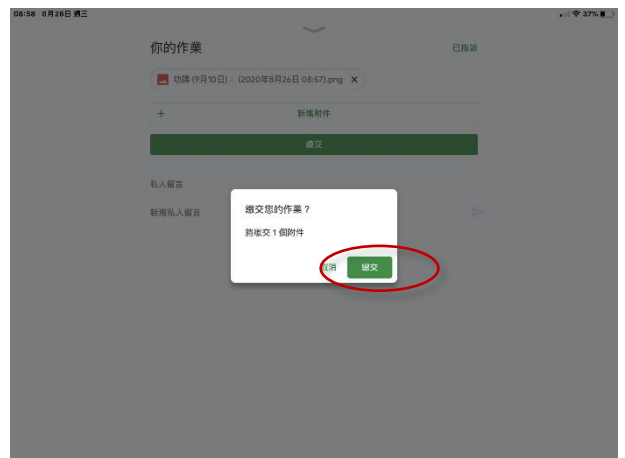 08:58 8月26日 週三
37%
你的作業
已指派
功課 (9月10日)： (2020年8月26日 08:57).png ×
+ 新增附件
繳交
私人留言
新增私人留言
繳交您的作業？
將繳交 1 個附件
取消 繳交